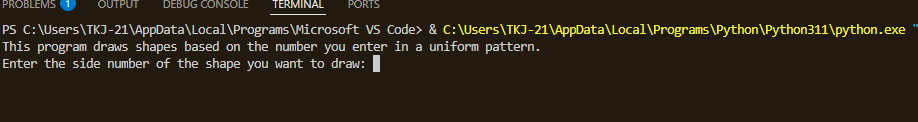 PROBLEMS 1 OUTPUT DEBUG CONSOLE TERMINAL PORTS
PS C:\Users\TKJ-21\AppData\Local\Programs\Microsoft VS Code> & C:\Users\TKJ-21\AppData\Local\Programs\Python\Python311\python.exe "
This program draws shapes based on the number you enter in a uniform pattern.
Enter the side number of the shape you want to draw: